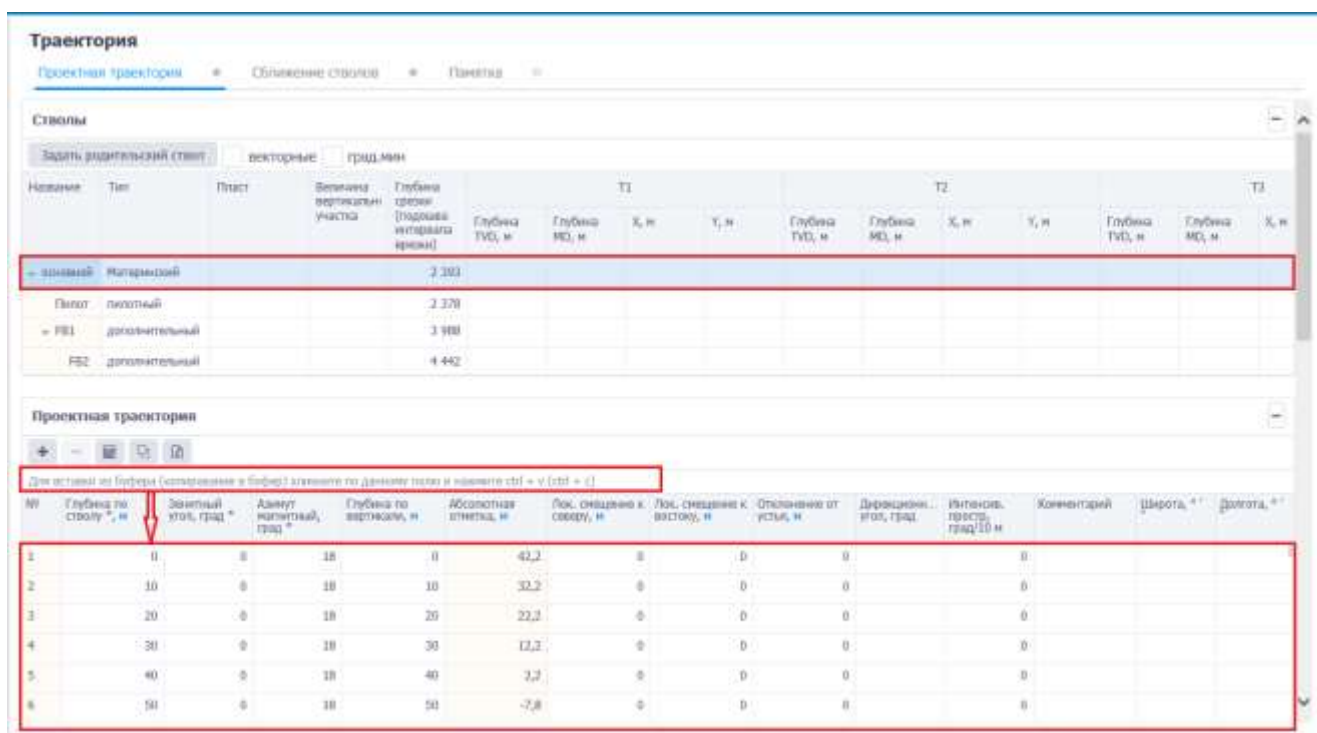 Траектория
Проектная траектория Сближение стволов Памятка
Стволы
Задать родительский ствол векторные град.мин
Название Тип Пласт Величина вертикальн участка Глубина срезки [подошва интервала врезки] T1 T2 T3
Глубина TVD, м Глубина MD, м X, м Y, м Глубина TVD, м Глубина MD, м X, м Y, м Глубина TVD, м Глубина MD, м X, м
основной Материнский 2 393
Пилот пилотный 2 378
FB1 дополнительный 3 988
FB2 дополнительный 4 442
Проектная траектория
Для вставки из буфера (копирования в буфер) кликните по данному полю и нажмите ctrl + v (ctrl + c)
№ Глубина по стволу *, м Зенитный угол, град * Азимут магнитный, град * Глубина по вертикали, м Абсолютная отметка, м Лок. смещение к северу, м Лок. смещение к востоку, м Отклонение от устья, м Дирекционн... угол, град Интенсив. простр, град/10 м Комментарий Широта, ° ' Долгота, ° '
1 0 0 18 0 42,2 0 0 0 0
2 10 0 18 10 32,2 0 0 0 0
3 20 0 18 20 22,2 0 0 0 0
4 30 0 18 30 12,2 0 0 0 0
5 40 0 18 40 2,2 0 0 0 0
6 50 0 18 50 -7,8 0 0 0 0